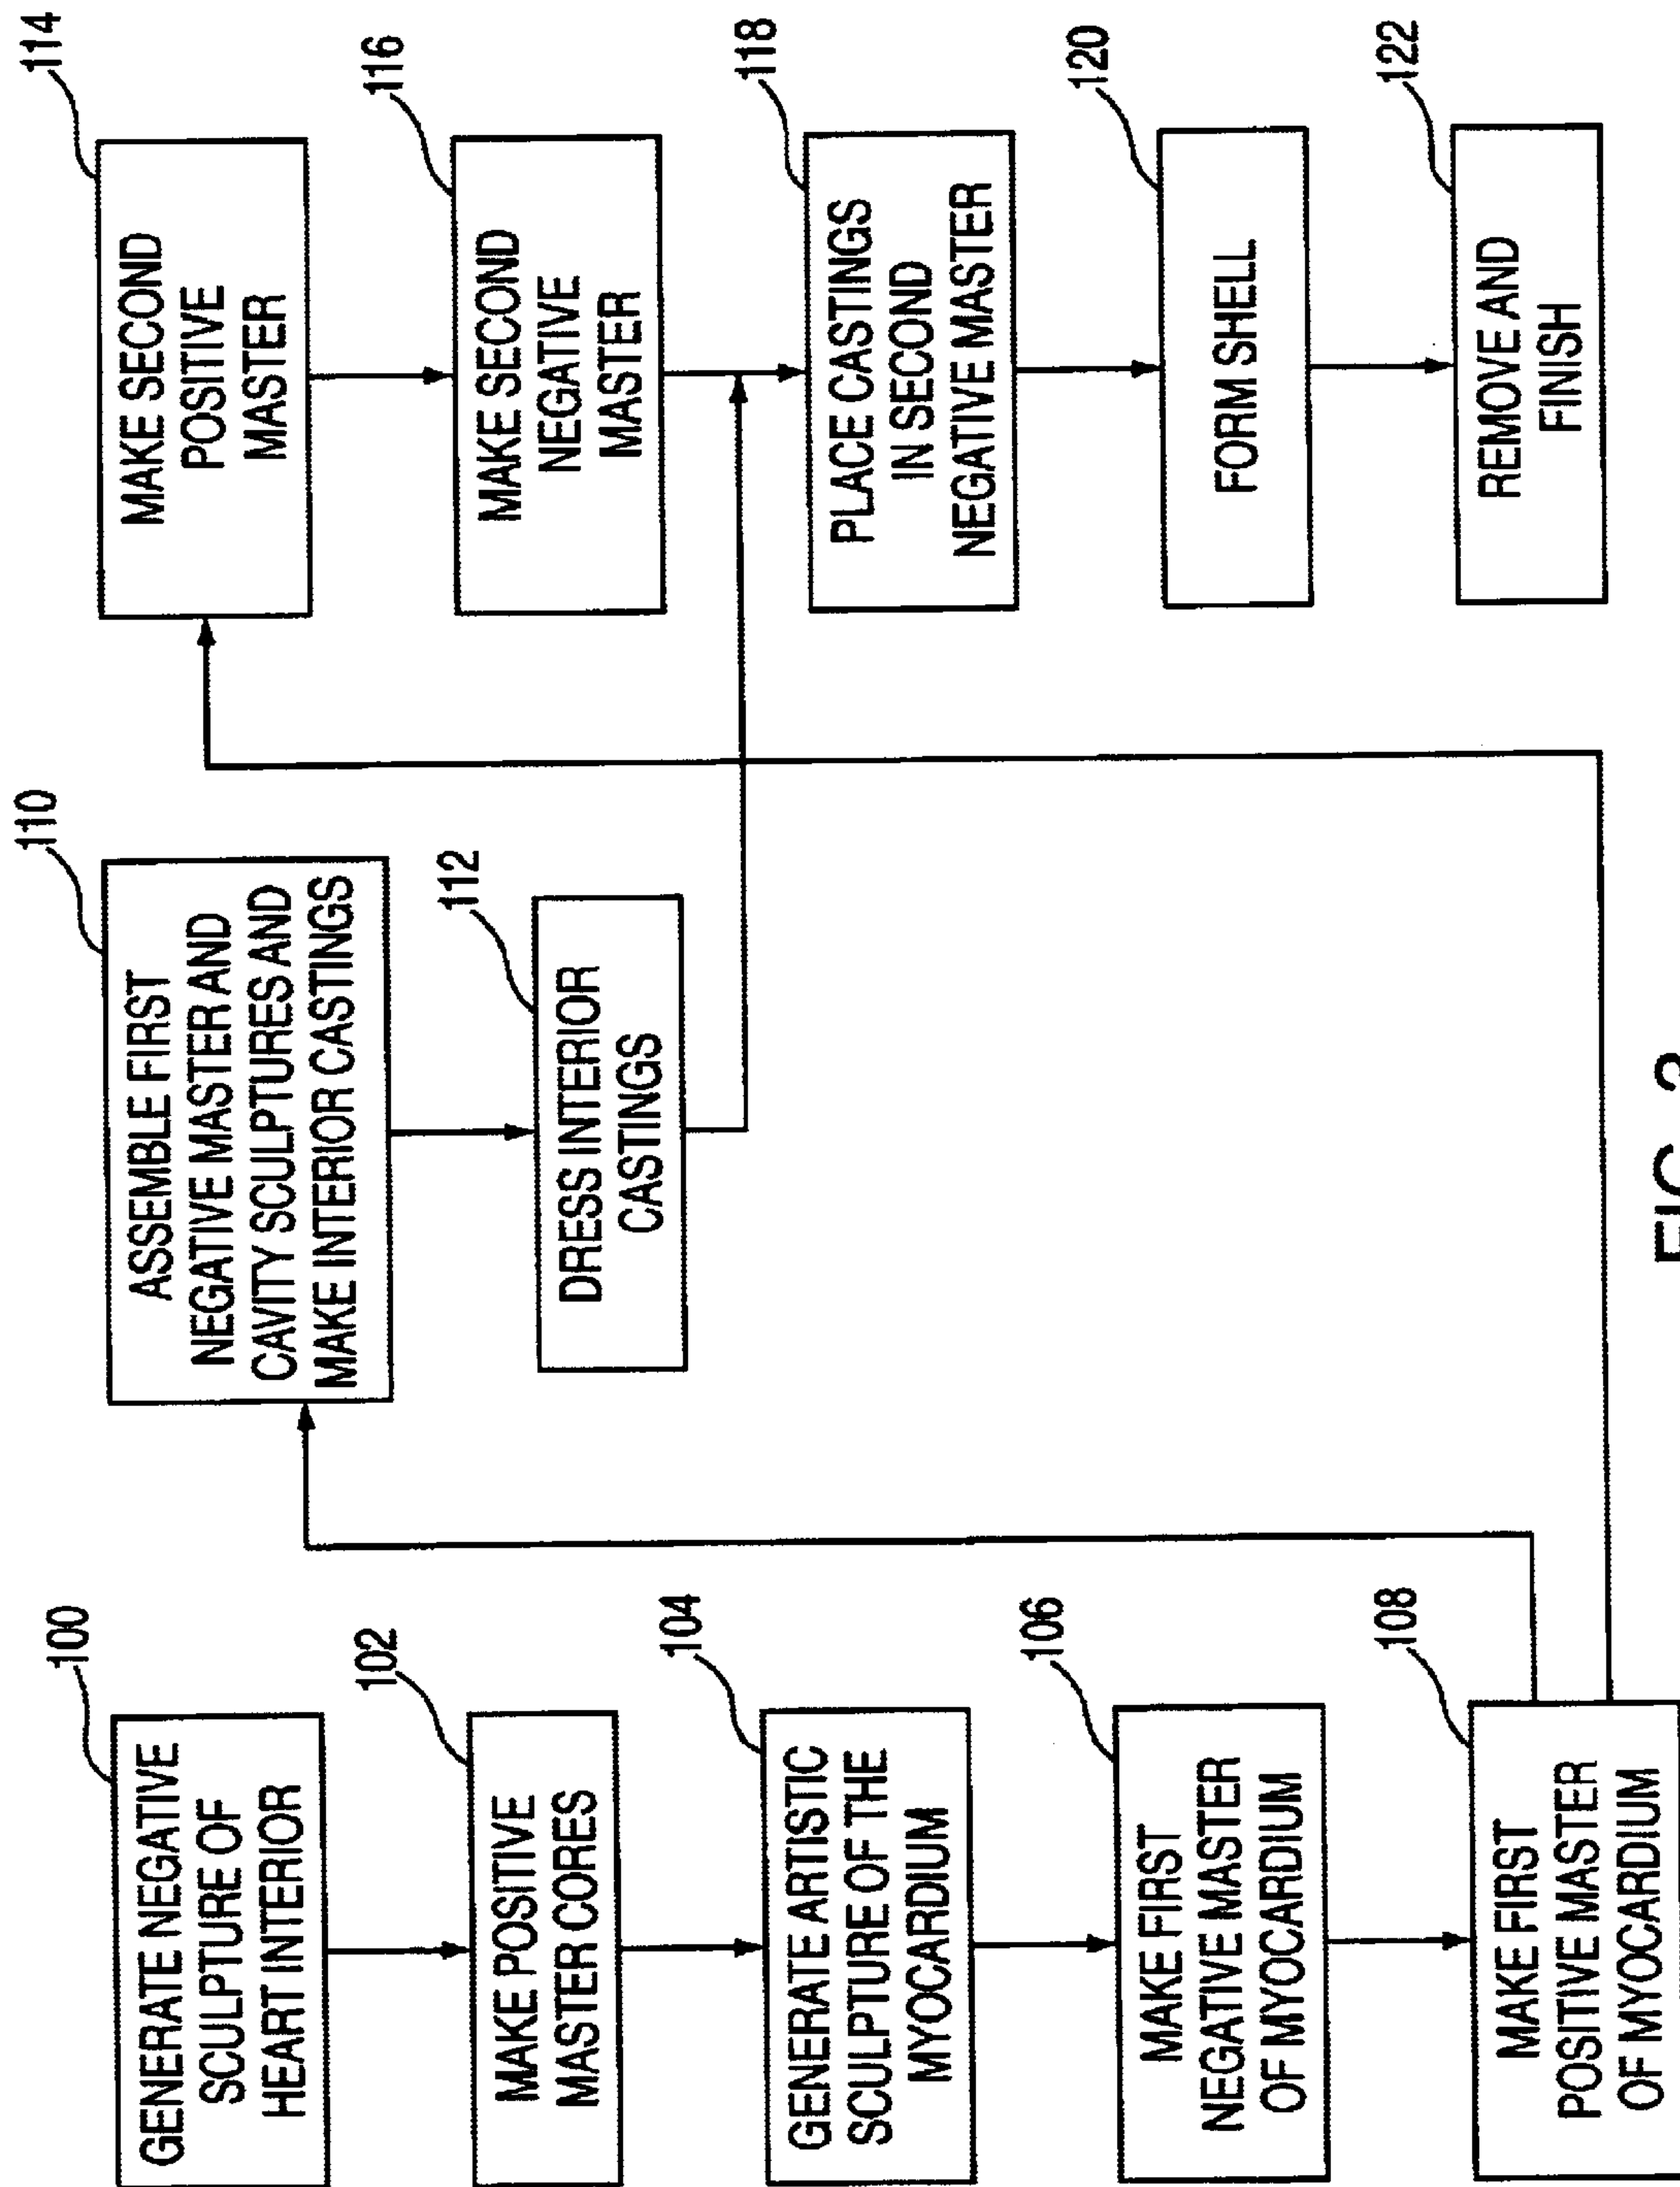 100
GENERATE NEGATIVE
SCULPTURE OF
HEART INTERIOR
102
MAKE POSITIVE
MASTER CORES
104
GENERATE ARTISTIC
SCULPTURE OF THE
MYOCARDIUM
106
MAKE FIRST
NEGATIVE MASTER
OF MYOCARDIUM
108
MAKE FIRST
POSITIVE MASTER
OF MYOCARDIUM
110
ASSEMBLE FIRST
NEGATIVE MASTER AND
CAVITY SCULPTURES AND
MAKE INTERIOR CASTINGS
112
DRESS INTERIOR
CASTINGS
114
MAKE SECOND
POSITIVE
MASTER
116
MAKE SECOND
NEGATIVE
MASTER
118
PLACE CASTINGS
IN SECOND
NEGATIVE MASTER
120
FORM SHELL
122
REMOVE AND
FINISH
FIG.